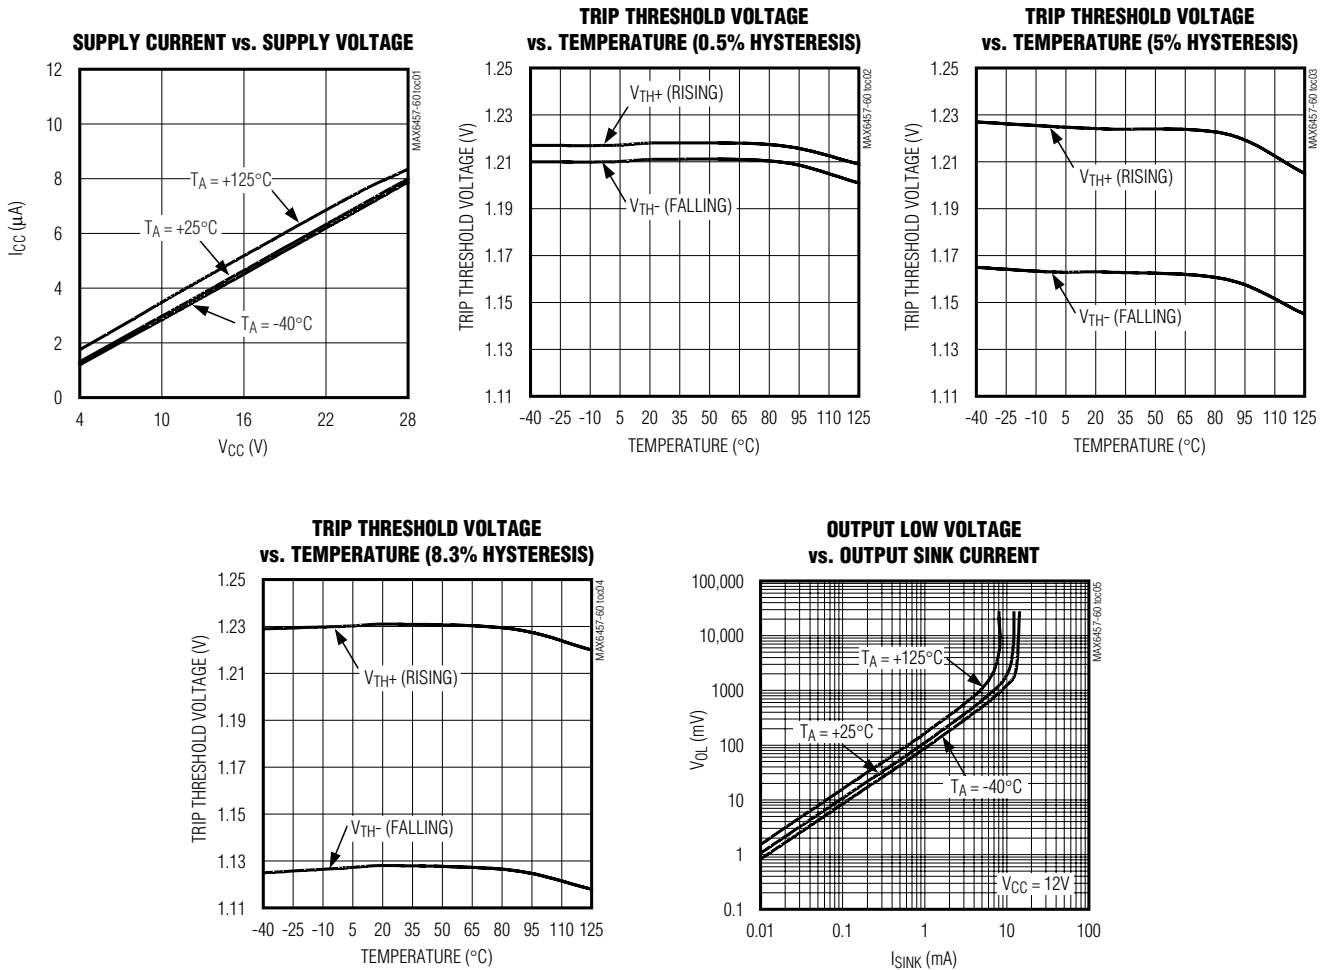 SUPPLY CURRENT vs. SUPPLY VOLTAGE
12
10
8
6
4
2
0
ICC (μA)
TA = +125°C
TA = +25°C
TA = -40°C
4 10 16 22 28
VCC (V)
MAX6457-60 toc01
TRIP THRESHOLD VOLTAGE
vs. TEMPERATURE (0.5% HYSTERESIS)
1.25
1.23
1.21
1.19
1.17
1.15
1.13
1.11
TRIP THRESHOLD VOLTAGE (V)
VTH+ (RISING)
VTH- (FALLING)
-40 -25 -10 5 20 35 50 65 80 95 110 125
TEMPERATURE (°C)
MAX6457-60 toc02
TRIP THRESHOLD VOLTAGE
vs. TEMPERATURE (5% HYSTERESIS)
1.25
1.23
1.21
1.19
1.17
1.15
1.13
1.11
TRIP THRESHOLD VOLTAGE (V)
VTH+ (RISING)
VTH- (FALLING)
-40 -25 -10 5 20 35 50 65 80 95 110 125
TEMPERATURE (°C)
MAX6457-60 toc03
TRIP THRESHOLD VOLTAGE
vs. TEMPERATURE (8.3% HYSTERESIS)
1.25
1.23
1.21
1.19
1.17
1.15
1.13
1.11
TRIP THRESHOLD VOLTAGE (V)
VTH+ (RISING)
VTH- (FALLING)
-40 -25 -10 5 20 35 50 65 80 95 110 125
TEMPERATURE (°C)
MAX6457-60 toc04
OUTPUT LOW VOLTAGE
vs. OUTPUT SINK CURRENT
100,000
10,000
1000
100
10
1
0.1
VOL (mV)
TA = +125°C
TA = +25°C
TA = -40°C
VCC = 12V
0.01 0.1 1 10 100
ISINK (mA)
MAX6457-60 toc05